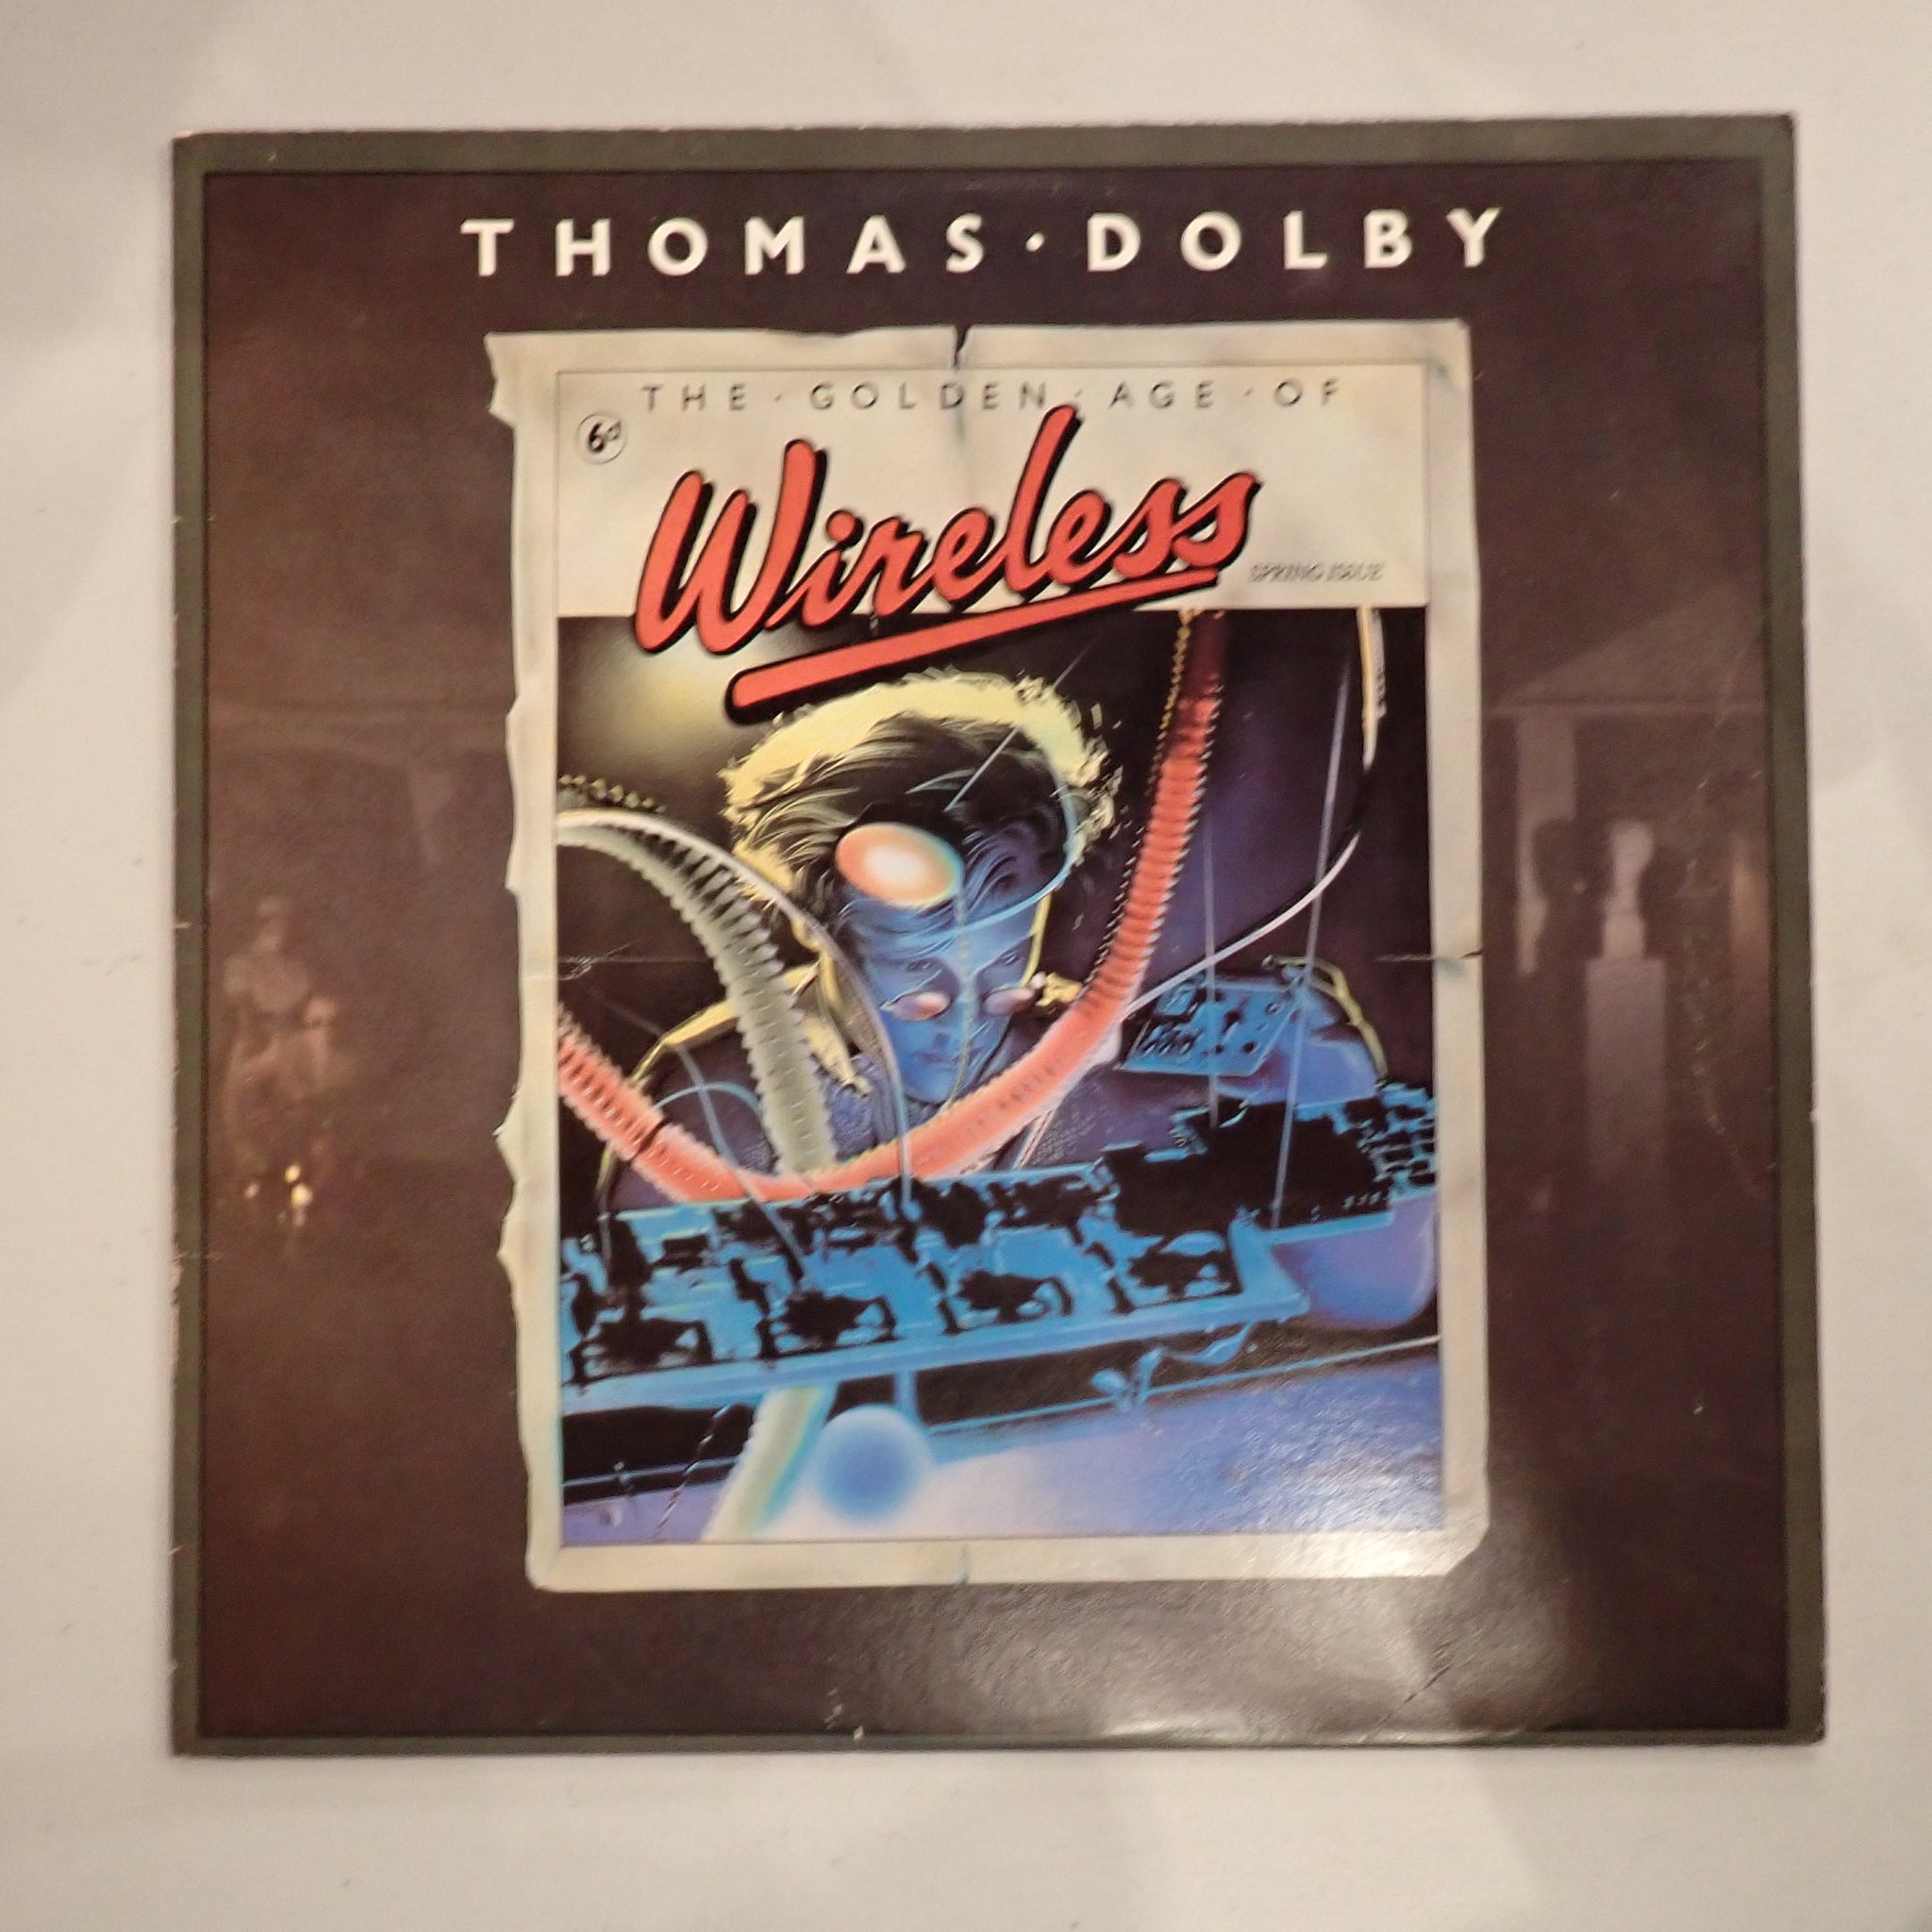 THOMAS·DOLBY
THE·GOLDEN·AGE·OF
6d
Wireless
SPRING ISSUE